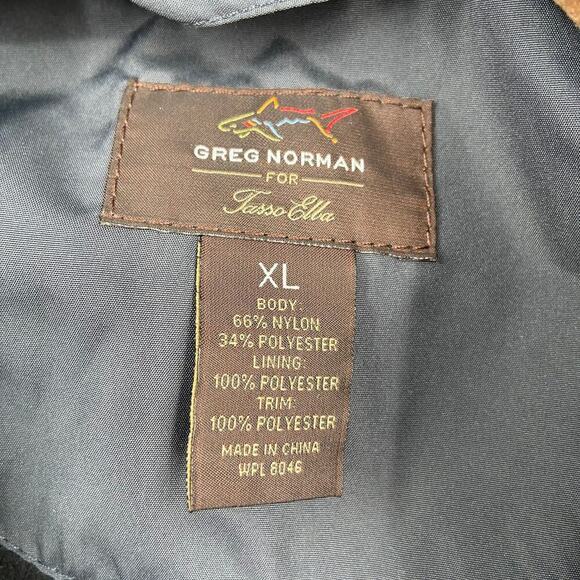 GREG NORMAN
FOR
Tasso Elba
XL
BODY:
66% NYLON
34% POLYESTER
LINING:
100% POLYESTER
TRIM:
100% POLYESTER
MADE IN CHINA
WPL 8046